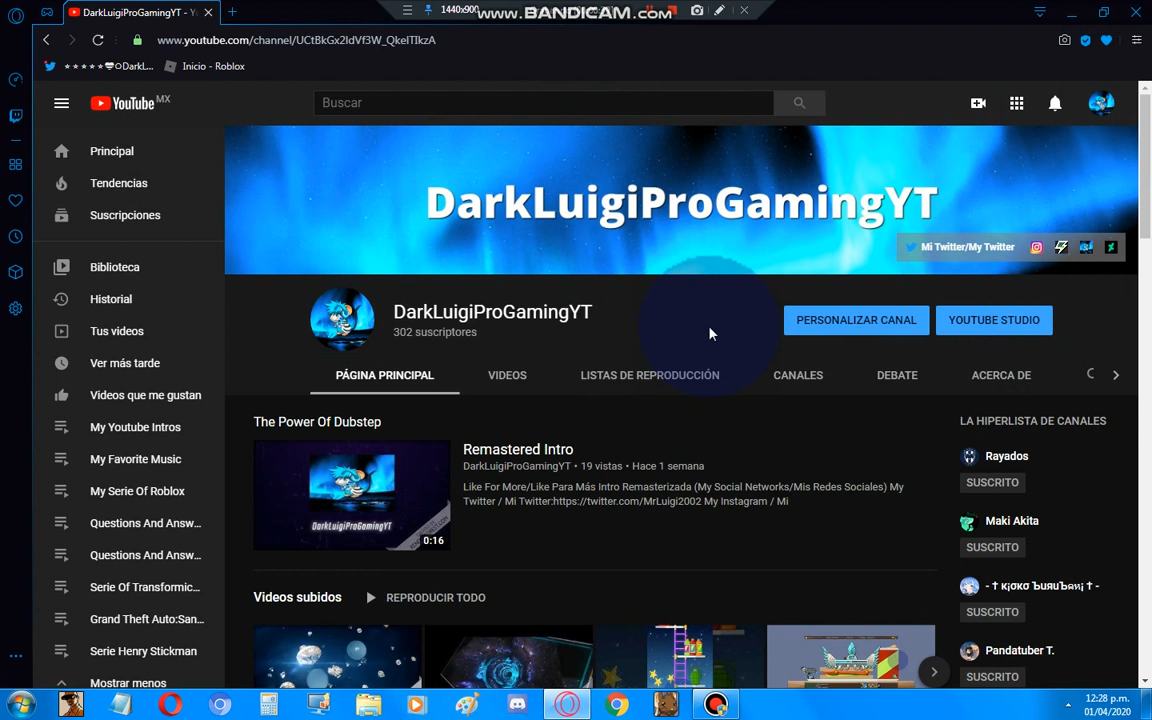 DarkLuigiProGamingYT - Y
1440x900
www.BANDICAM.com
www.youtube.com/channel/UCtBkGx2IdVf3W_QkelTIkzA
DarkL...
Inicio - Roblox
YouTube MX
Buscar
Principal
Tendencias
Suscripciones
Biblioteca
Historial
Tus videos
Ver más tarde
Videos que me gustan
My Youtube Intros
My Favorite Music
My Serie Of Roblox
Questions And Answ...
Questions And Answ...
Serie Of Transformic...
Grand Theft Auto:San...
Serie Henry Stickman
Mostrar menos
DarkLuigiProGamingYT
Mi Twitter/My Twitter
DarkLuigiProGamingYT
302 suscriptores
PERSONALIZAR CANAL
YOUTUBE STUDIO
PÁGINA PRINCIPAL
VIDEOS
LISTAS DE REPRODUCCIÓN
CANALES
DEBATE
ACERCA DE
The Power Of Dubstep
DarkLuigiProGamingYT
0:16
Remastered Intro
DarkLuigiProGamingYT • 19 vistas • Hace 1 semana
Like For More/Like Para Más Intro Remasterizada (My Social Networks/Mis Redes Sociales) My
Twitter / Mi Twitter:https://twitter.com/MrLuigi2002 My Instagram / Mi
Videos subidos
REPRODUCIR TODO
LA HIPERLISTA DE CANALES
Rayados
SUSCRITO
Maki Akita
SUSCRITO
SUSCRITO
Pandatuber T.
SUSCRITO
12:28 p.m.
01/04/2020